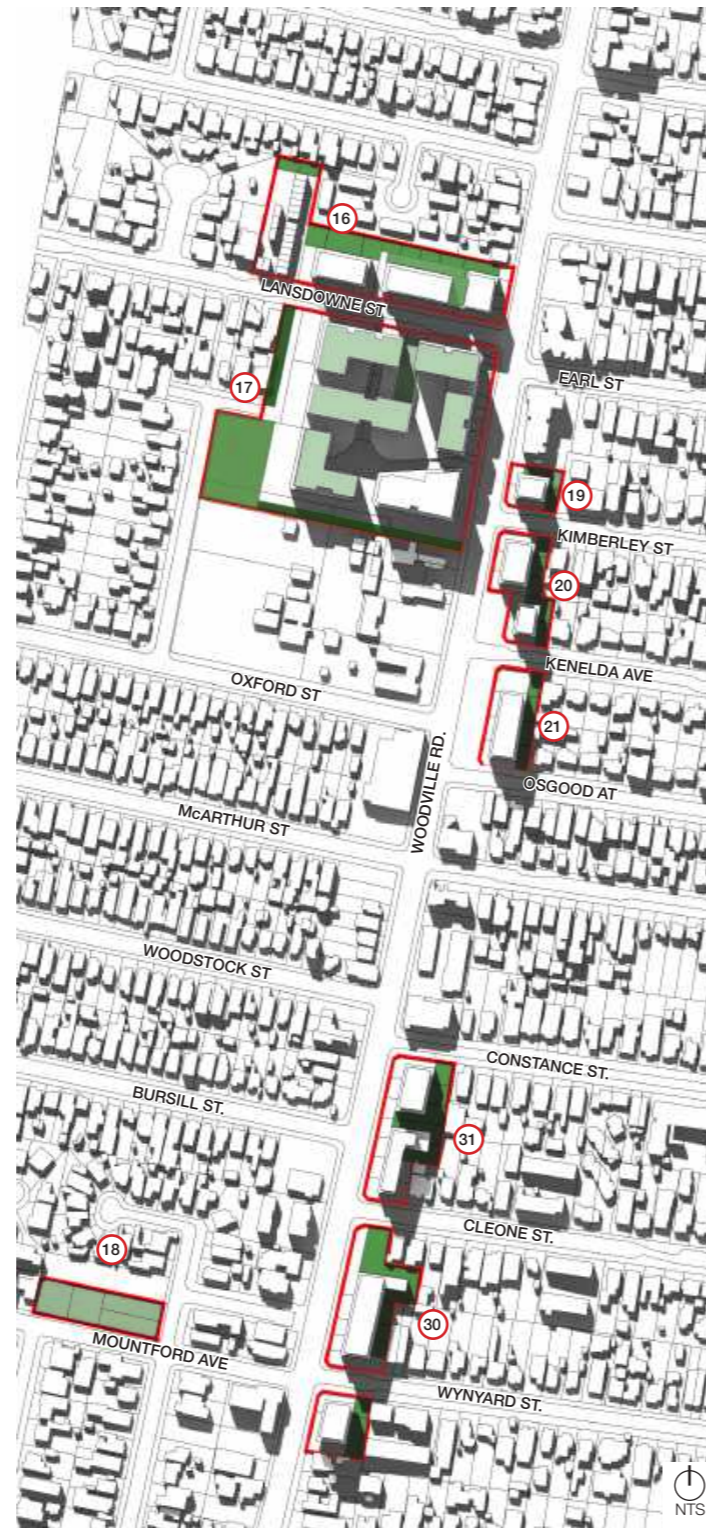 16
LANSDOWNE ST
17
EARL ST
19
KIMBERLEY ST
20
KENELDA AVE
OXFORD ST
21
WOODVILLE RD.
OSGOOD AT
McARTHUR ST
WOODSTOCK ST
CONSTANCE ST.
BURSILL ST.
31
CLEONE ST.
18
30
MOUNTFORD AVE
WYNYARD ST.
NTS